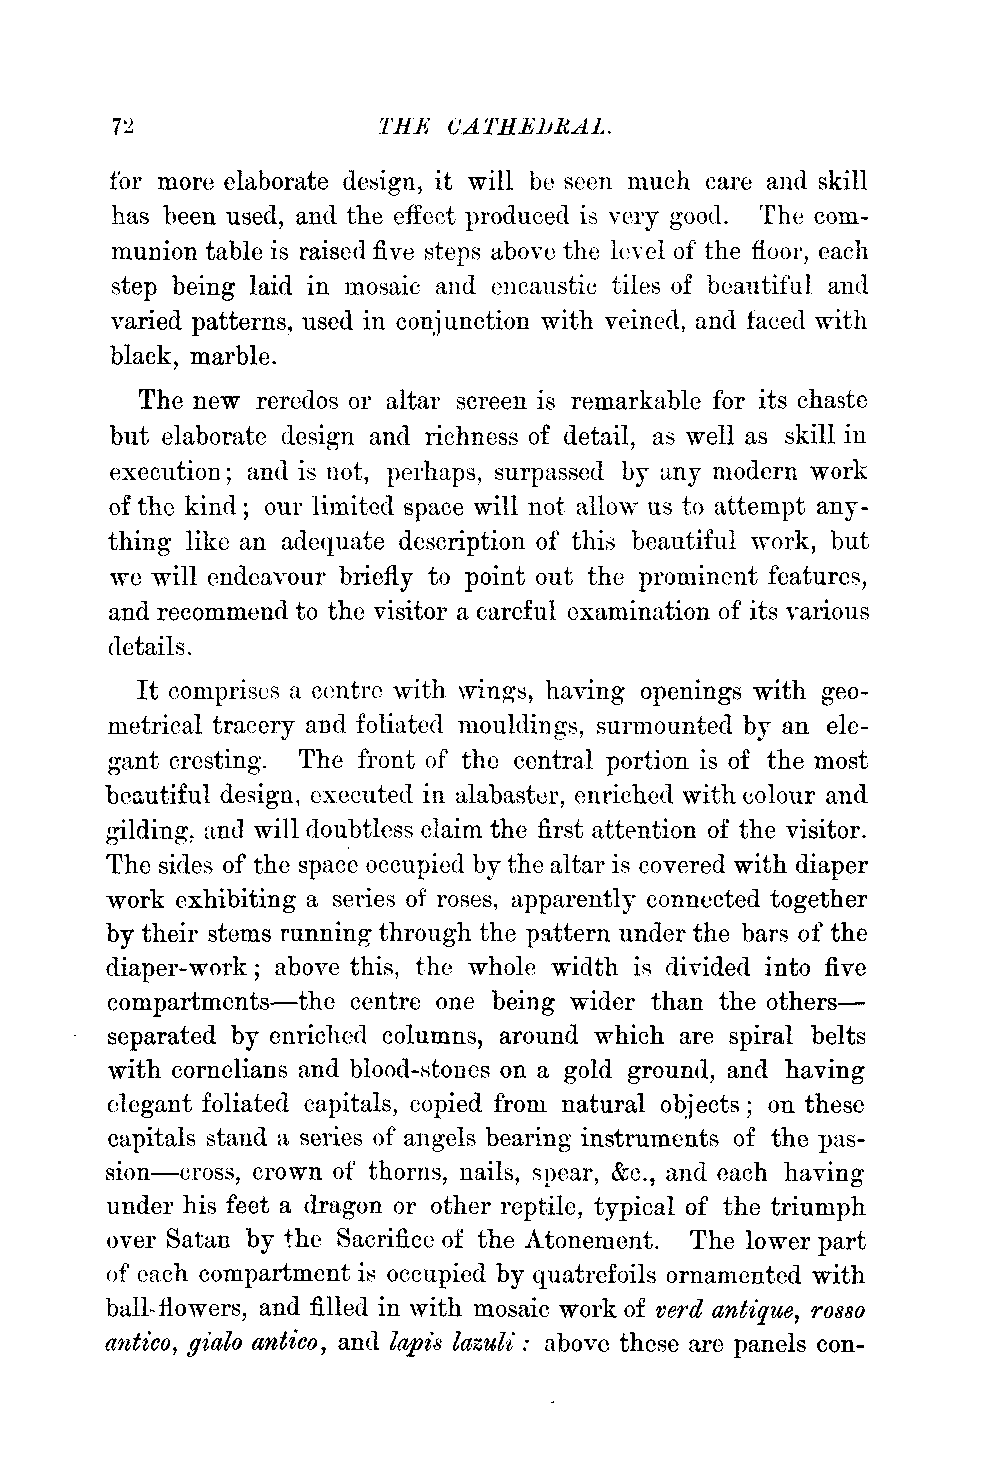 72 THE CATHEDRAL.
for more elaborate design, it will be seen much care and skill
has been used, and the effect produced is very good. The com-
munion table is raised five steps above the level of the floor, each
step being laid in mosaic and encaustic tiles of beautiful and
varied patterns, used in conjunction with veined, and faced with
black, marble.
The new reredos or altar screen is remarkable for its chaste
but elaborate design and richness of detail, as well as skill in
execution; and is not, perhaps, surpassed by any modern work
of the kind; our limited space will not allow us to attempt any-
thing like an adequate description of this beautiful work, but
we will endeavour briefly to point out the prominent features,
and recommend to the visitor a careful examination of its various
details.
It comprises a centre with wings, having openings with geo-
metrical tracery and foliated mouldings, surmounted by an ele-
gant cresting. The front of the central portion is of the most
beautiful design, executed in alabaster, enriched with colour and
gilding, and will doubtless claim the first attention of the visitor.
The sides of the space occupied by the altar is covered with diaper
work exhibiting a series of roses, apparently connected together
by their stems running through the pattern under the bars of the
diaper-work; above this, the whole width is divided into five
compartments—the centre one being wider than the others—
separated by enriched columns, around which are spiral belts
with cornelians and blood-stones on a gold ground, and having
elegant foliated capitals, copied from natural objects; on these
capitals stand a series of angels bearing instruments of the pas-
sion—cross, crown of thorns, nails, spear, &c., and each having
under his feet a dragon or other reptile, typical of the triumph
over Satan by the Sacrifice of the Atonement. The lower part
of each compartment is occupied by quatrefoils ornamented with
ball-flowers, and filled in with mosaic work of verd antique, rosso
antico, gialo antico, and lapis lazuli: above these are panels con-